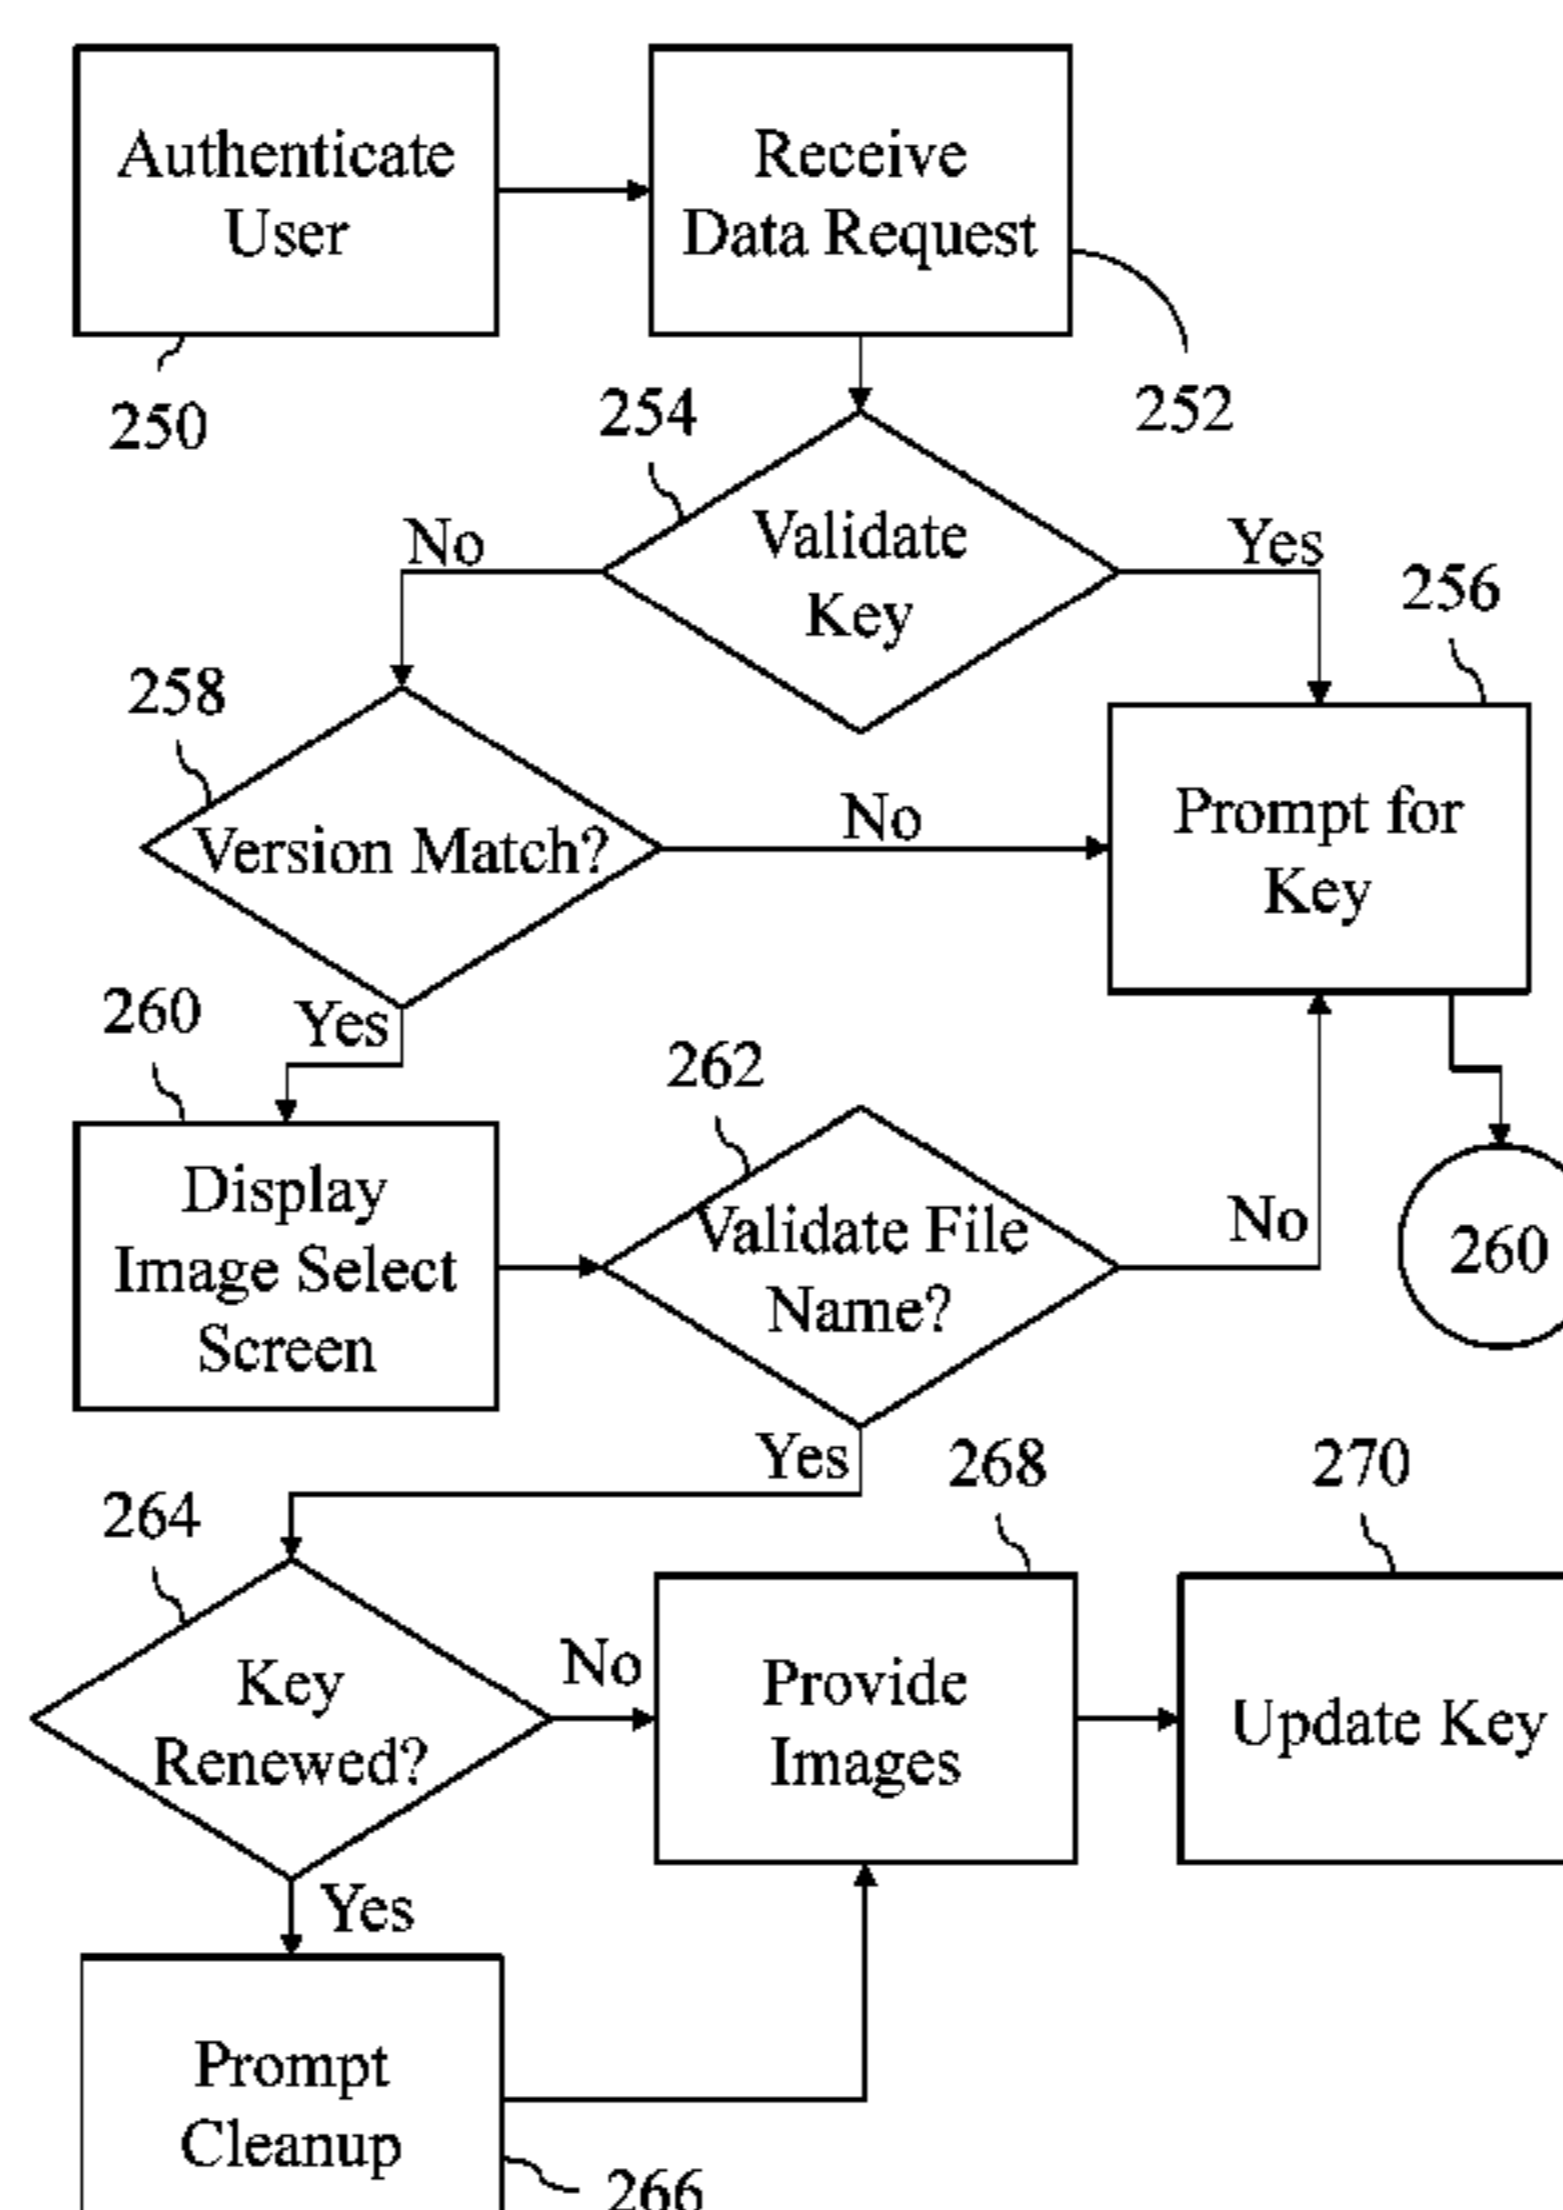 Authenticate
User
Receive
Data Request
250
252
254
Validate
Key
No
Yes
256
258
Version Match?
No
Prompt for
Key
Yes
260
Display
Image Select
Screen
262
Validate File
Name?
No
260
Yes
264
Key
Renewed?
No
268
Provide
Images
270
Update Key
Yes
Prompt
Cleanup
266